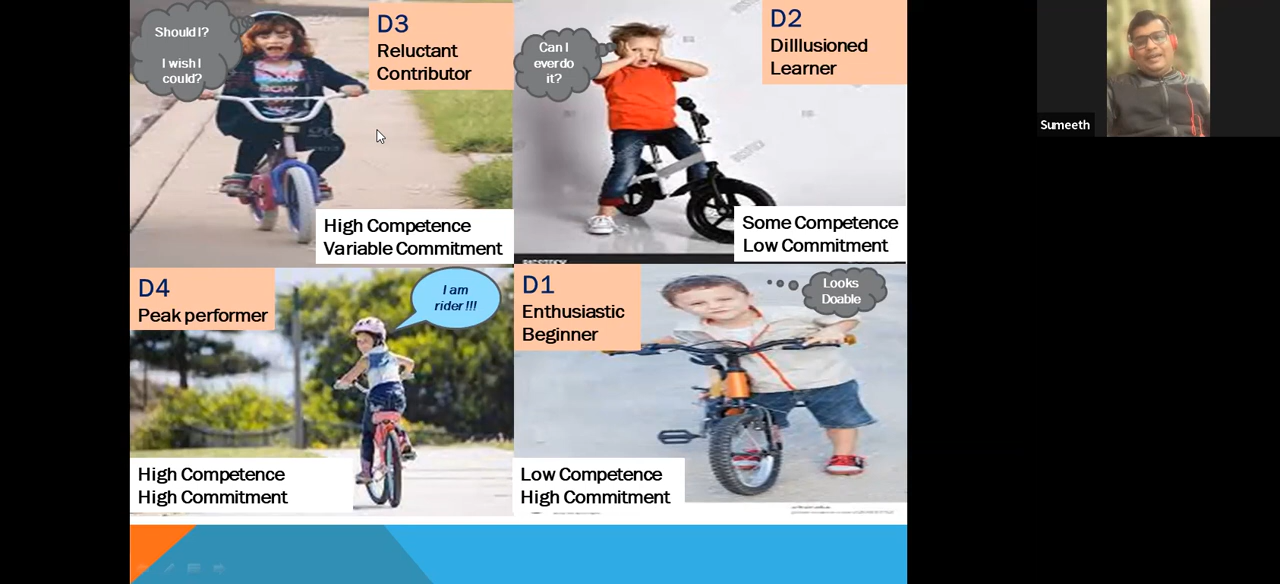 Should I?
I wish I
could?
D3
Reluctant
Contributor
High Competence
Variable Commitment
Can I
ever do
it?
D2
Dilllusioned
Learner
Some Competence
Low Commitment
D4
Peak performer
I am
rider !!!
High Competence
High Commitment
D1
Enthusiastic
Beginner
Looks
Doable
Low Competence
High Commitment
Sumeeth